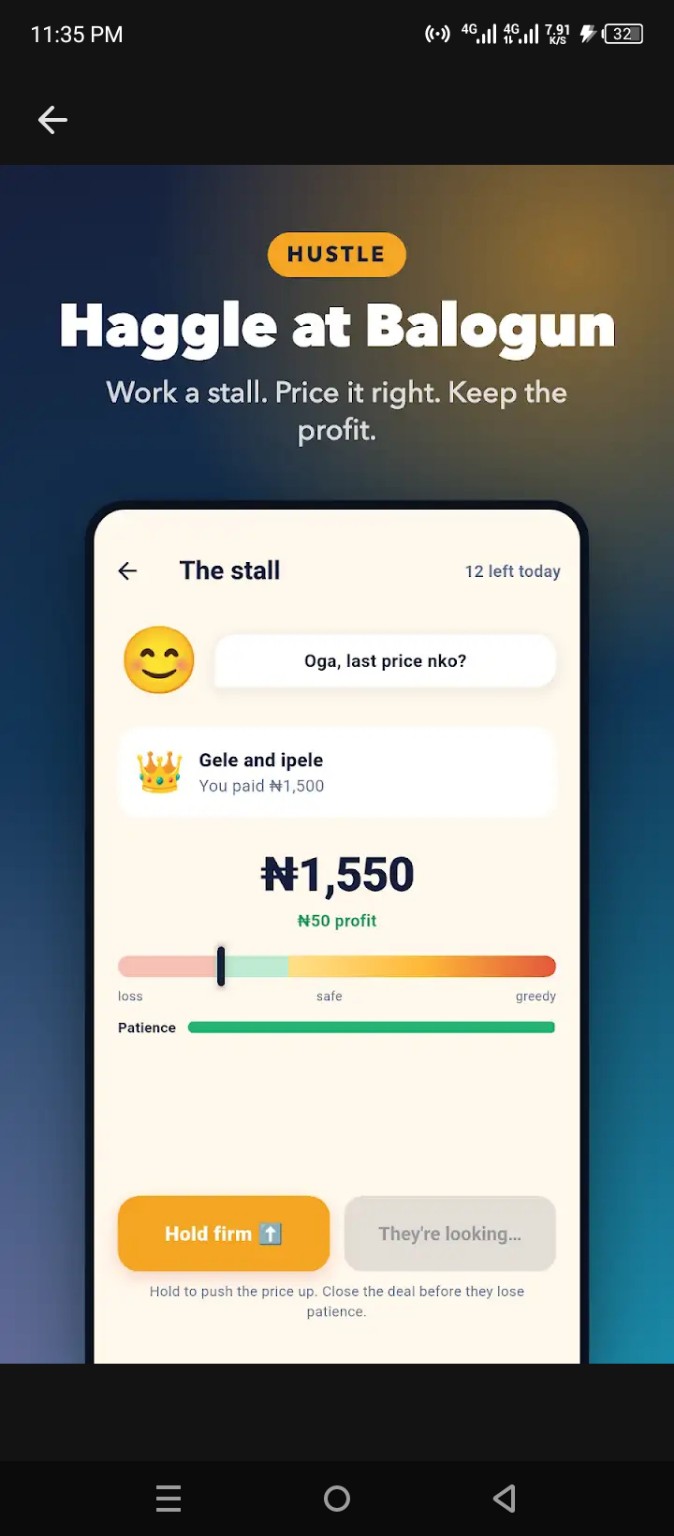 11:35 PM
4G 4G 7.91 K/S 32
HUSTLE
Haggle at Balogun
Work a stall. Price it right. Keep the
profit.
The stall
12 left today
Oga, last price nko?
Gele and ipele
You paid ₦1,500
₦1,550
₦50 profit
loss safe greedy
Patience
Hold firm ⬆️
They're looking...
Hold to push the price up. Close the deal before they lose
patience.